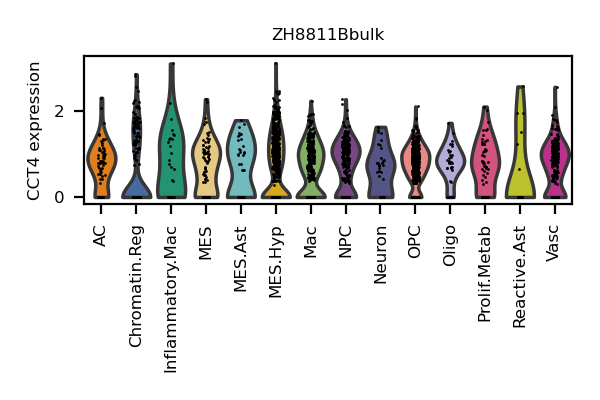 ZH8811Bbulk
CCT4 expression
2
0
AC
Chromatin.Reg
Inflammatory.Mac
MES
MES.Ast
MES.Hyp
Mac
NPC
Neuron
OPC
Oligo
Prolif.Metab
Reactive.Ast
Vasc